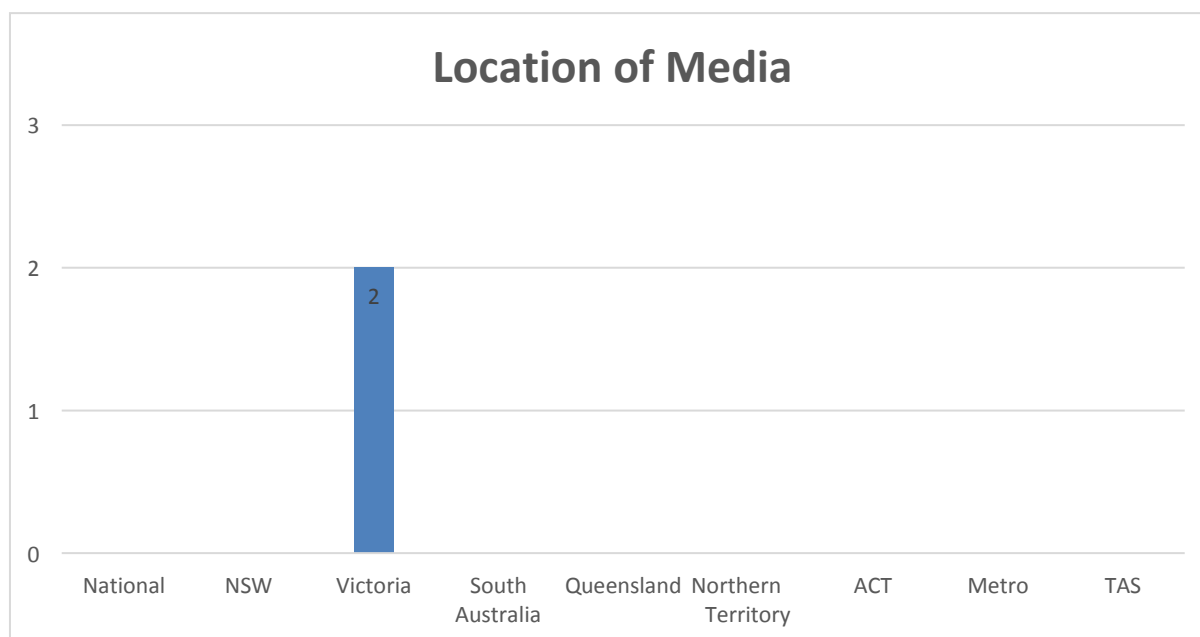 Location of Media
3
2
2
1
0
National NSW Victoria South Queensland Northern ACT Metro TAS
Australia Territory